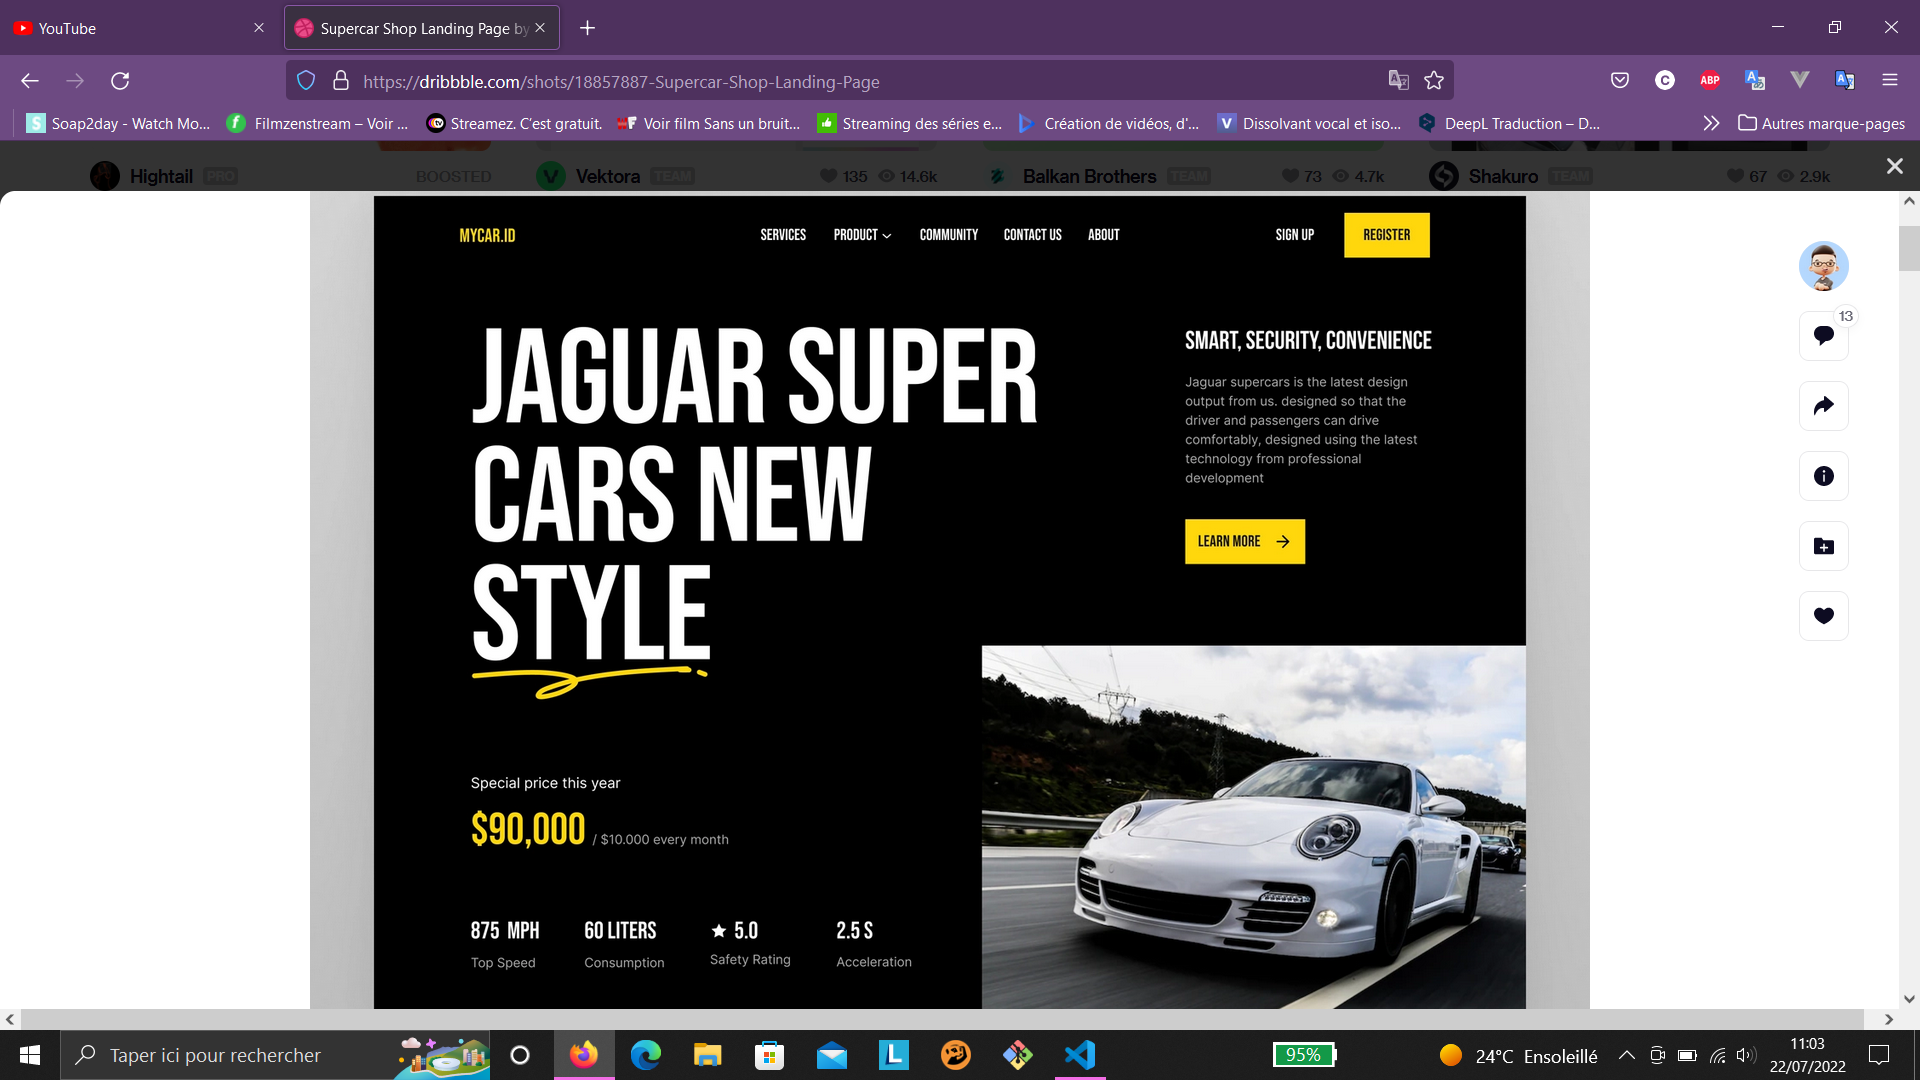 YouTube
Supercar Shop Landing Page by
https://dribbble.com/shots/18857887-Supercar-Shop-Landing-Page
C
ABP
Soap2day - Watch Mo...
Filmzenstream – Voir ...
Streamez. C'est gratuit.
Voir film Sans un bruit...
Streaming des séries e...
Création de vidéos, d'...
Dissolvant vocal et iso...
DeepL Traduction – D...
Autres marque-pages
Hightail PRO
BOOSTED
Vektora TEAM
135 14.6k
Balkan Brothers TEAM
73 4.7k
Shakuro TEAM
67 2.9k
MYCAR.ID
SERVICES
PRODUCT
COMMUNITY
CONTACT US
ABOUT
SIGN UP
REGISTER
JAGUAR SUPER
CARS NEW
STYLE
SMART, SECURITY, CONVENIENCE
Jaguar supercars is the latest design
output from us. designed so that the
driver and passengers can drive
comfortably, designed using the latest
technology from professional
development
LEARN MORE
13
Special price this year
$90,000 / $10.000 every month
875 MPH
Top Speed
60 LITERS
Consumption
5.0
Safety Rating
2.5 S
Acceleration
Taper ici pour rechercher
95%
24°C Ensoleillé
11:03
22/07/2022